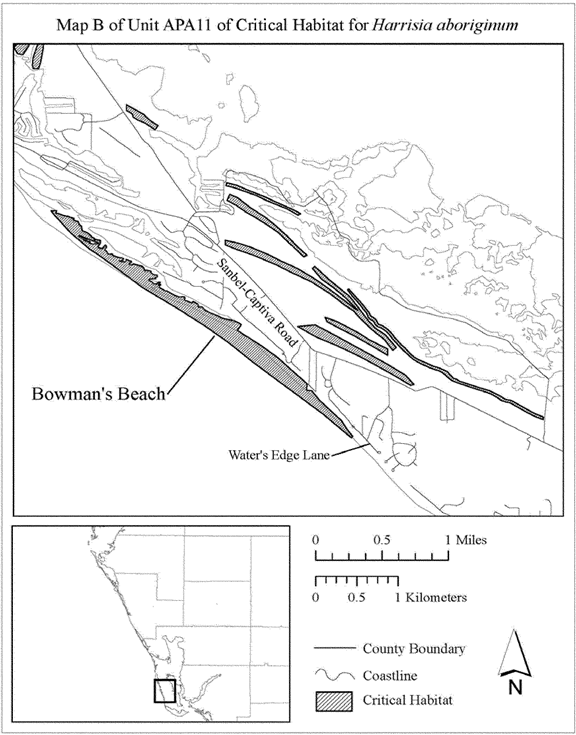 Map B of Unit APA11 of Critical Habitat for Harrisia aboriginum
Sanbel-Captiva Road
Bowman's Beach
Water's Edge Lane
0 0.5 1 Miles
0 0.5 1 Kilometers
County Boundary
Coastline
Critical Habitat
N